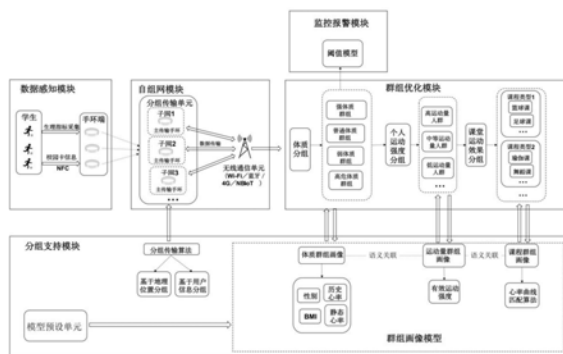 监控报警模块
阈值模型
数据感知模块
学生
手环端
生理指标采集
校园卡信息
NFC
自组网模块
分组传输单元
子网1
主传输手环
子网2
主传输手环
子网3
主传输手环
•••
数据传输
无线通信单元
(Wi-Fi/蓝牙/
4G/NBIoT)
群组优化模块
体质
分组
强体质
群组
普通体质
群组
弱体质
群组
高危体质
群组
个人
运动
强度
分组
高运动量
人群
中等运动
量人群
低运动量
人群
•••
课堂
运动
效果
分组
课程类型1
篮球课
足球课
•••
课程类型2
瑜伽课
舞蹈课
•••
分组支持模块
分组传输算法
基于地理
位置分组
基于用户
信息分组
模型预设单元
体质群组画像
语义关联
运动量群组
画像
语义关联
课程群组
画像
性别
历史
心率
BMI
静态
心率
有效运动
强度
心率曲线
匹配算法
群组画像模型